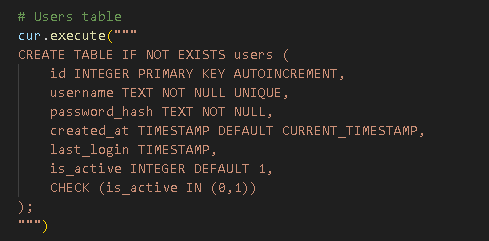 # Users table
cur.execute("""
CREATE TABLE IF NOT EXISTS users (
    id INTEGER PRIMARY KEY AUTOINCREMENT,
    username TEXT NOT NULL UNIQUE,
    password_hash TEXT NOT NULL,
    created_at TIMESTAMP DEFAULT CURRENT_TIMESTAMP,
    last_login TIMESTAMP,
    is_active INTEGER DEFAULT 1,
    CHECK (is_active IN (0,1))
);
""")